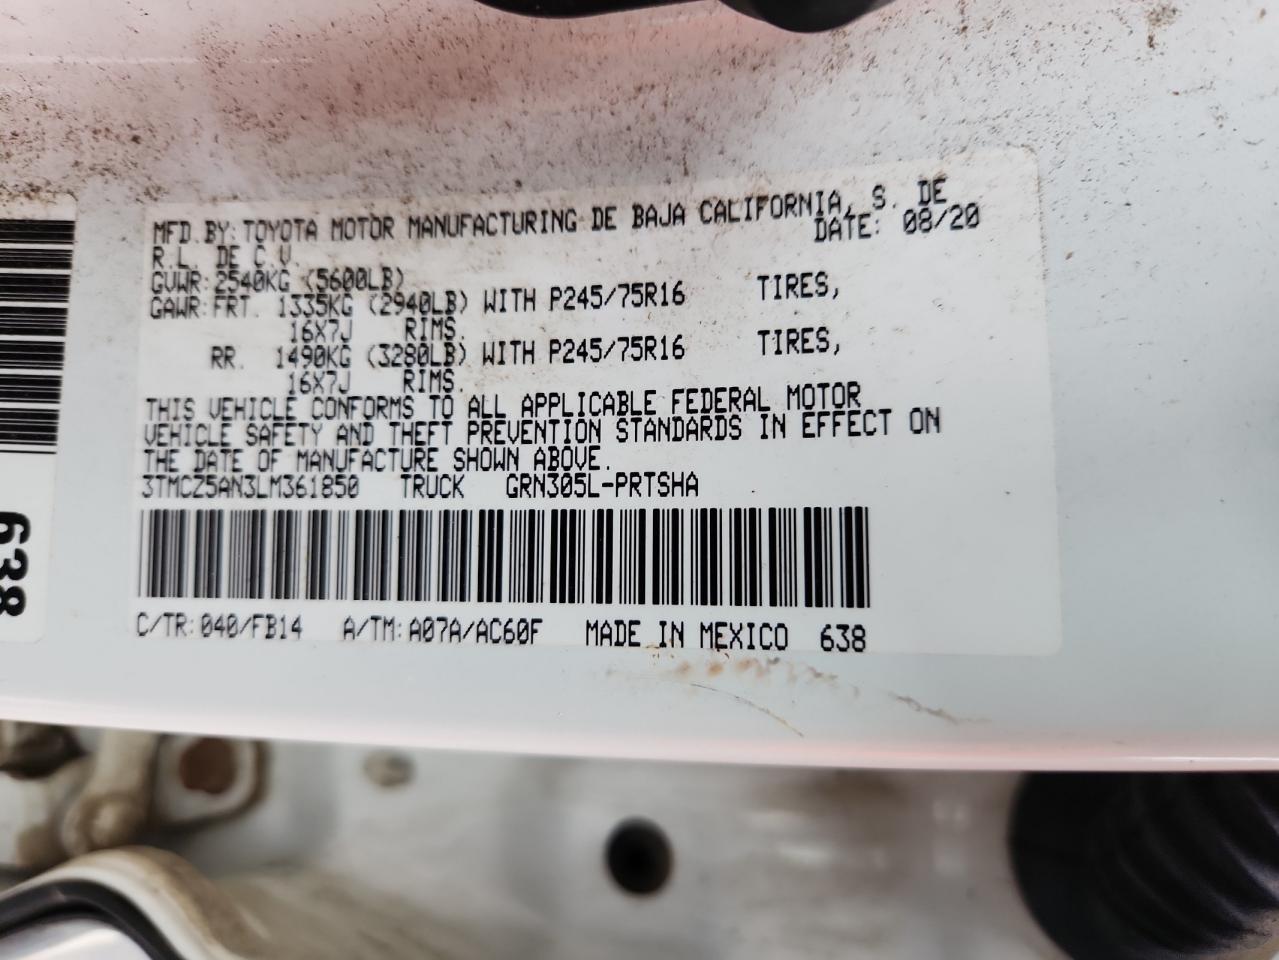 MFD.BY:TOYOTA MOTOR MANUFACTURING DE BAJA CALIFORNIA, S. DE
R.L. DE C.V. DATE: 08/20
GVWR:2540KG (5600LB)
GAWR:FRT. 1335KG (2940LB) WITH P245/75R16 TIRES,
16X7J RIMS.
RR. 1490KG (3280LB) WITH P245/75R16 TIRES,
16X7J RIMS.
THIS VEHICLE CONFORMS TO ALL APPLICABLE FEDERAL MOTOR
VEHICLE SAFETY AND THEFT PREVENTION STANDARDS IN EFFECT ON
THE DATE OF MANUFACTURE SHOWN ABOVE.
3TMCZ5AN3LM361850 TRUCK GRN305L-PRTSHA
C/TR:040/FB14 A/TM:A07A/AC60F MADE IN MEXICO 638
638